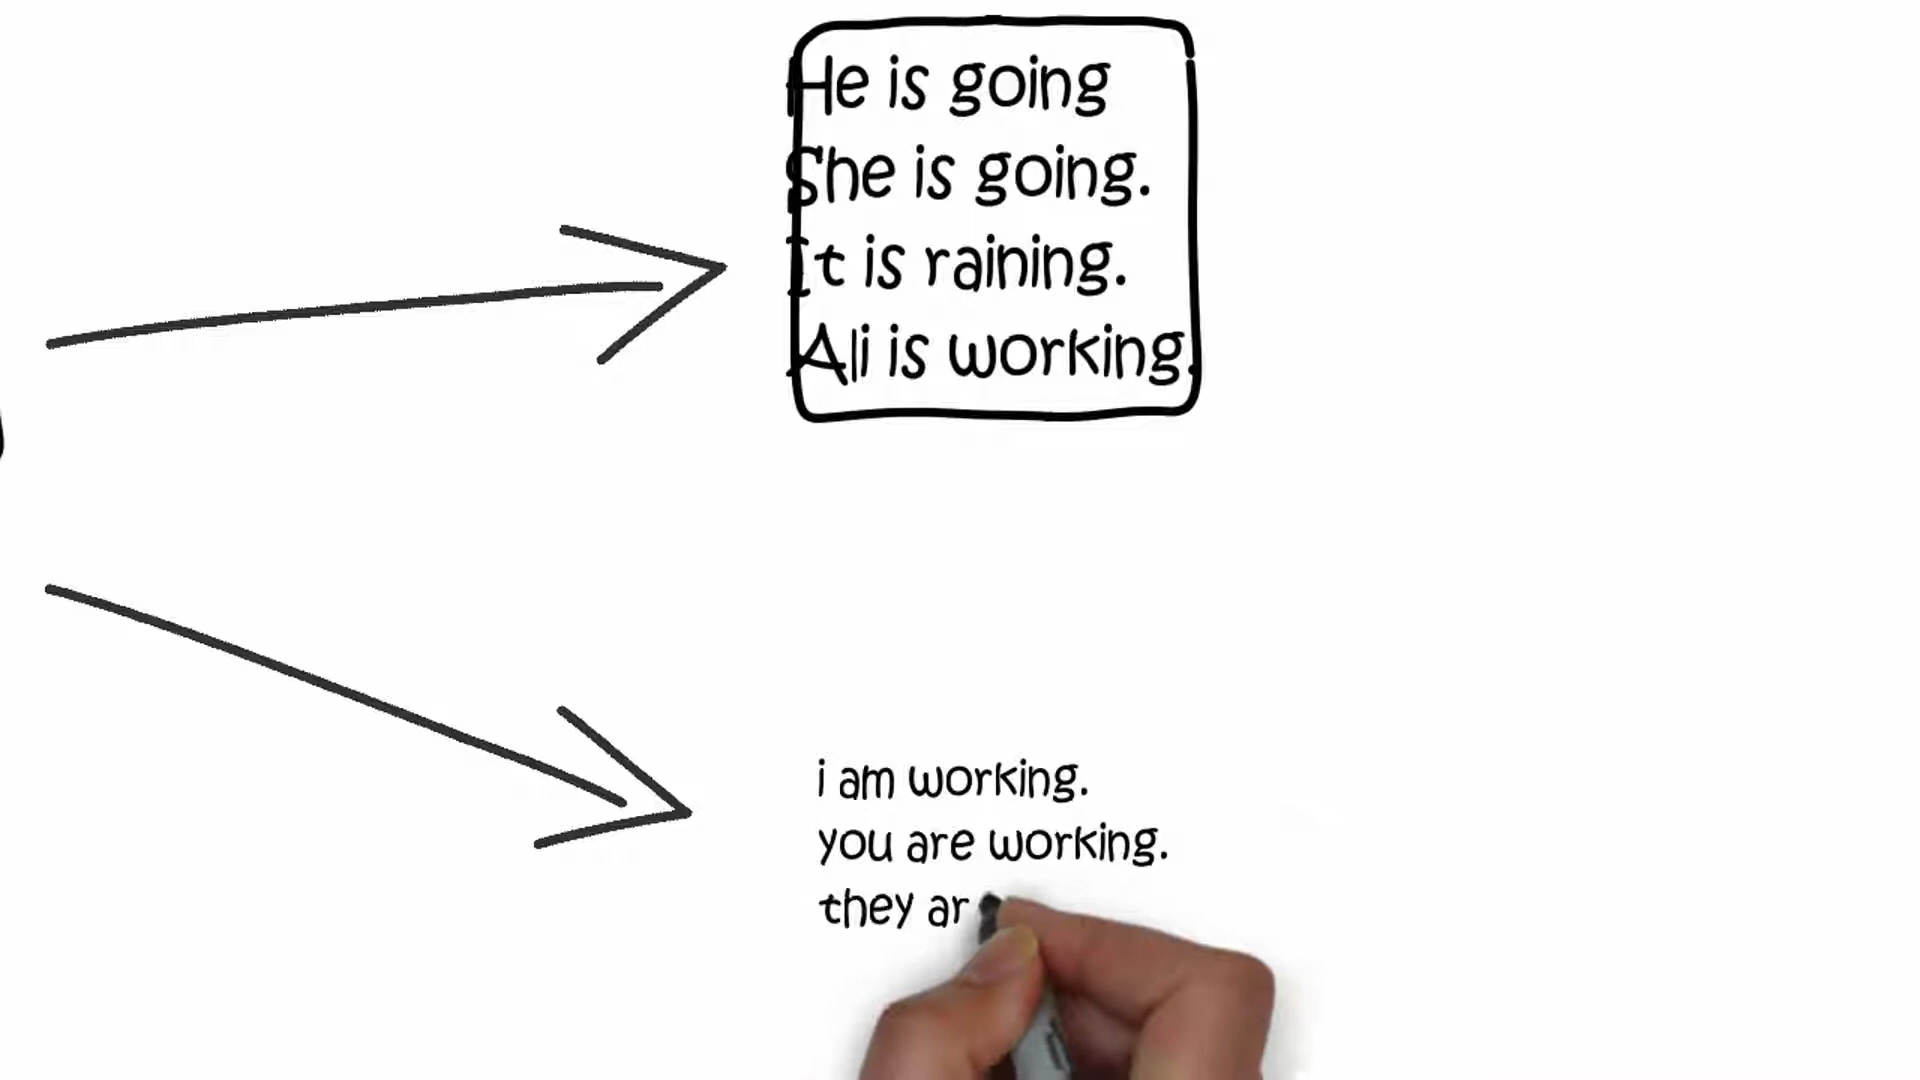 He is going
She is going.
It is raining.
Ali is working.
i am working.
you are working.
they ar